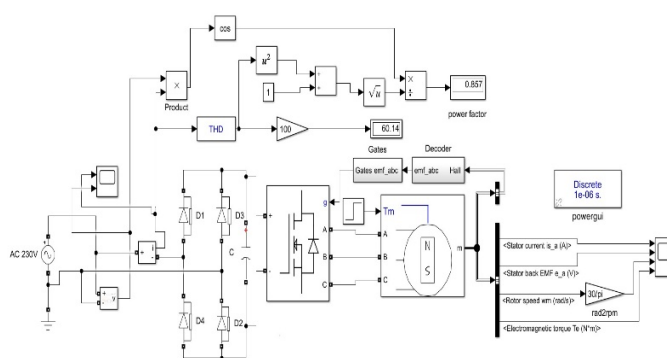 cos
u²
×
Product
1
+
+
√u
×
÷
0.857
power factor
THD
100
60.14
Gates
Decoder
Gates emf_abc
emf_abc Hall
Discrete
1e-06 s.
powergui
D1
D3
C
g
Tm
A
B
C
A
B
C
N
S
m
AC 230V
i
v
D4
D2
+
-
<Stator current is_a (A)>
<Stator back EMF e_a (V)>
<Rotor speed wm (rad/s)>
30/pi
rad2rpm
<Electromagnetic torque Te (N*m)>